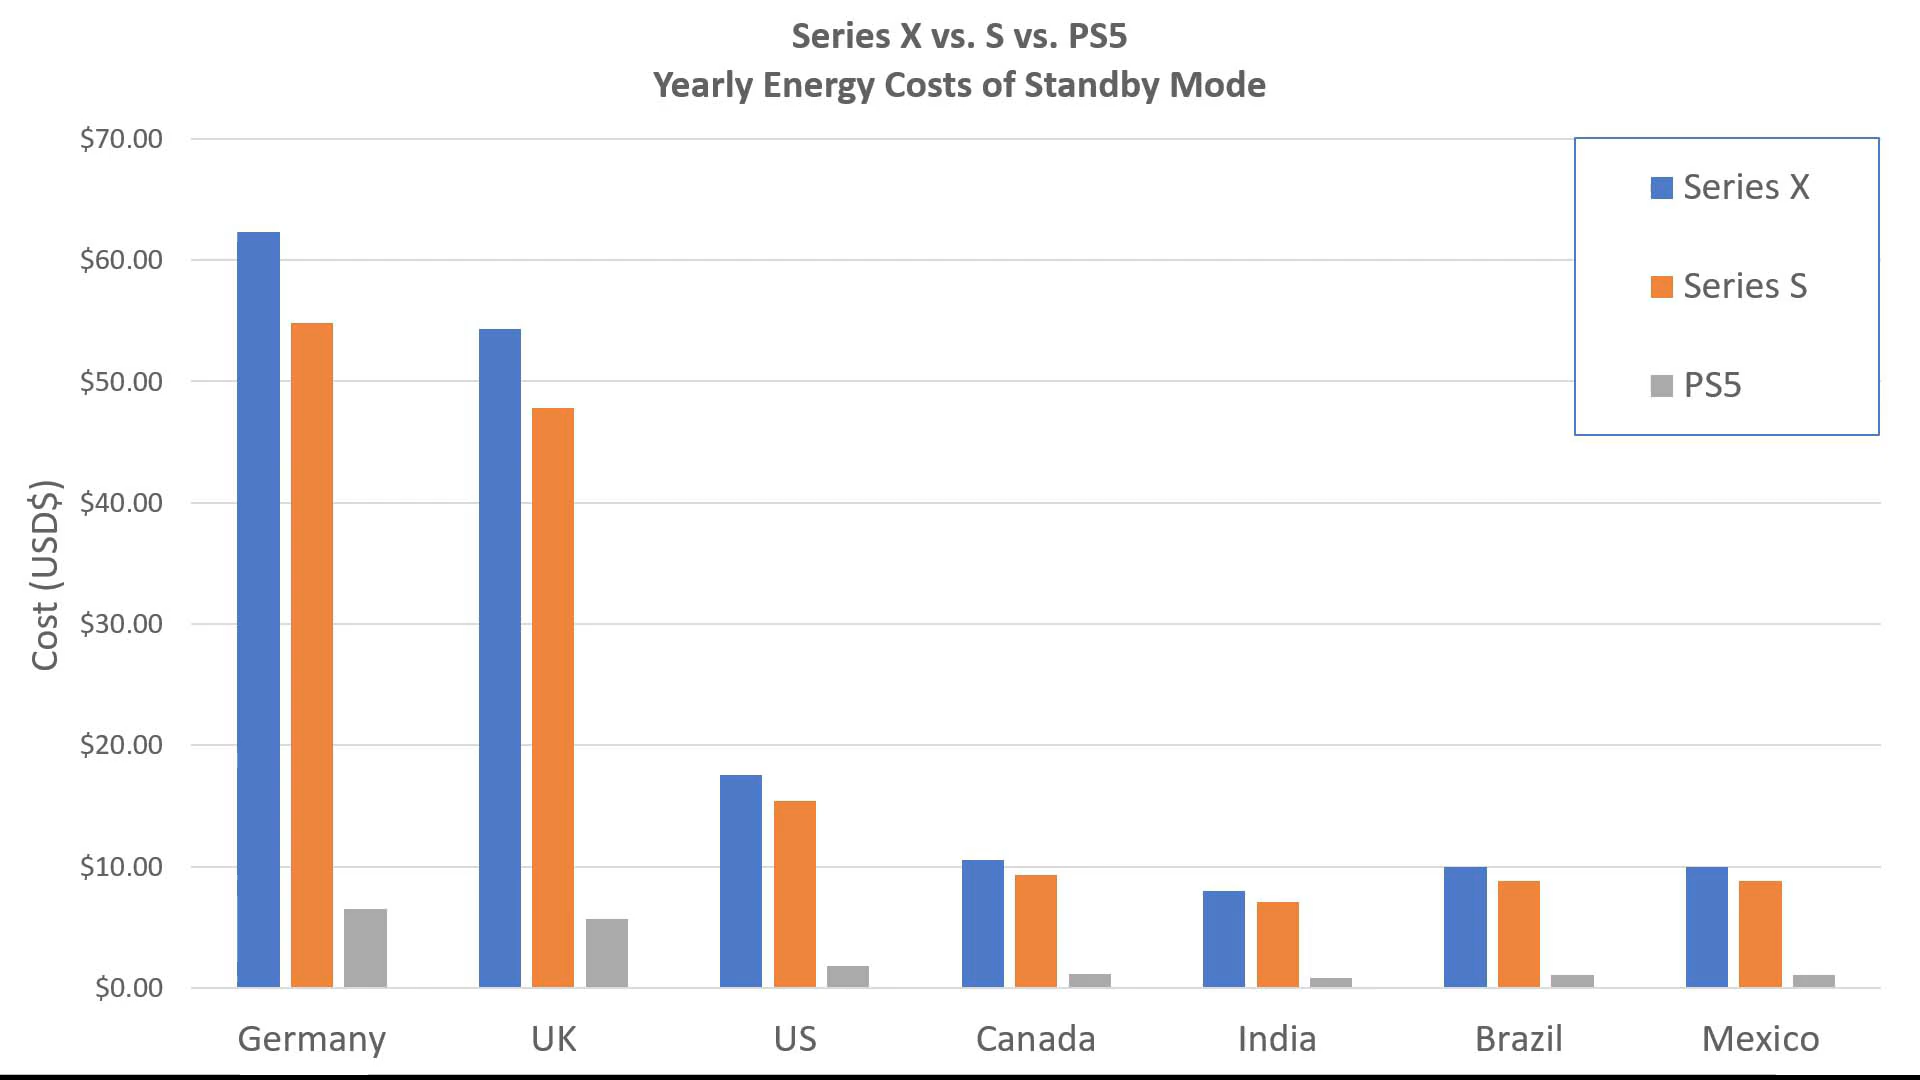 Series X vs. S vs. PS5
Yearly Energy Costs of Standby Mode
$70.00
$60.00
$50.00
$40.00
$30.00
$20.00
$10.00
$0.00
Cost (USD$)
Series X
Series S
PS5
Germany
UK
US
Canada
India
Brazil
Mexico